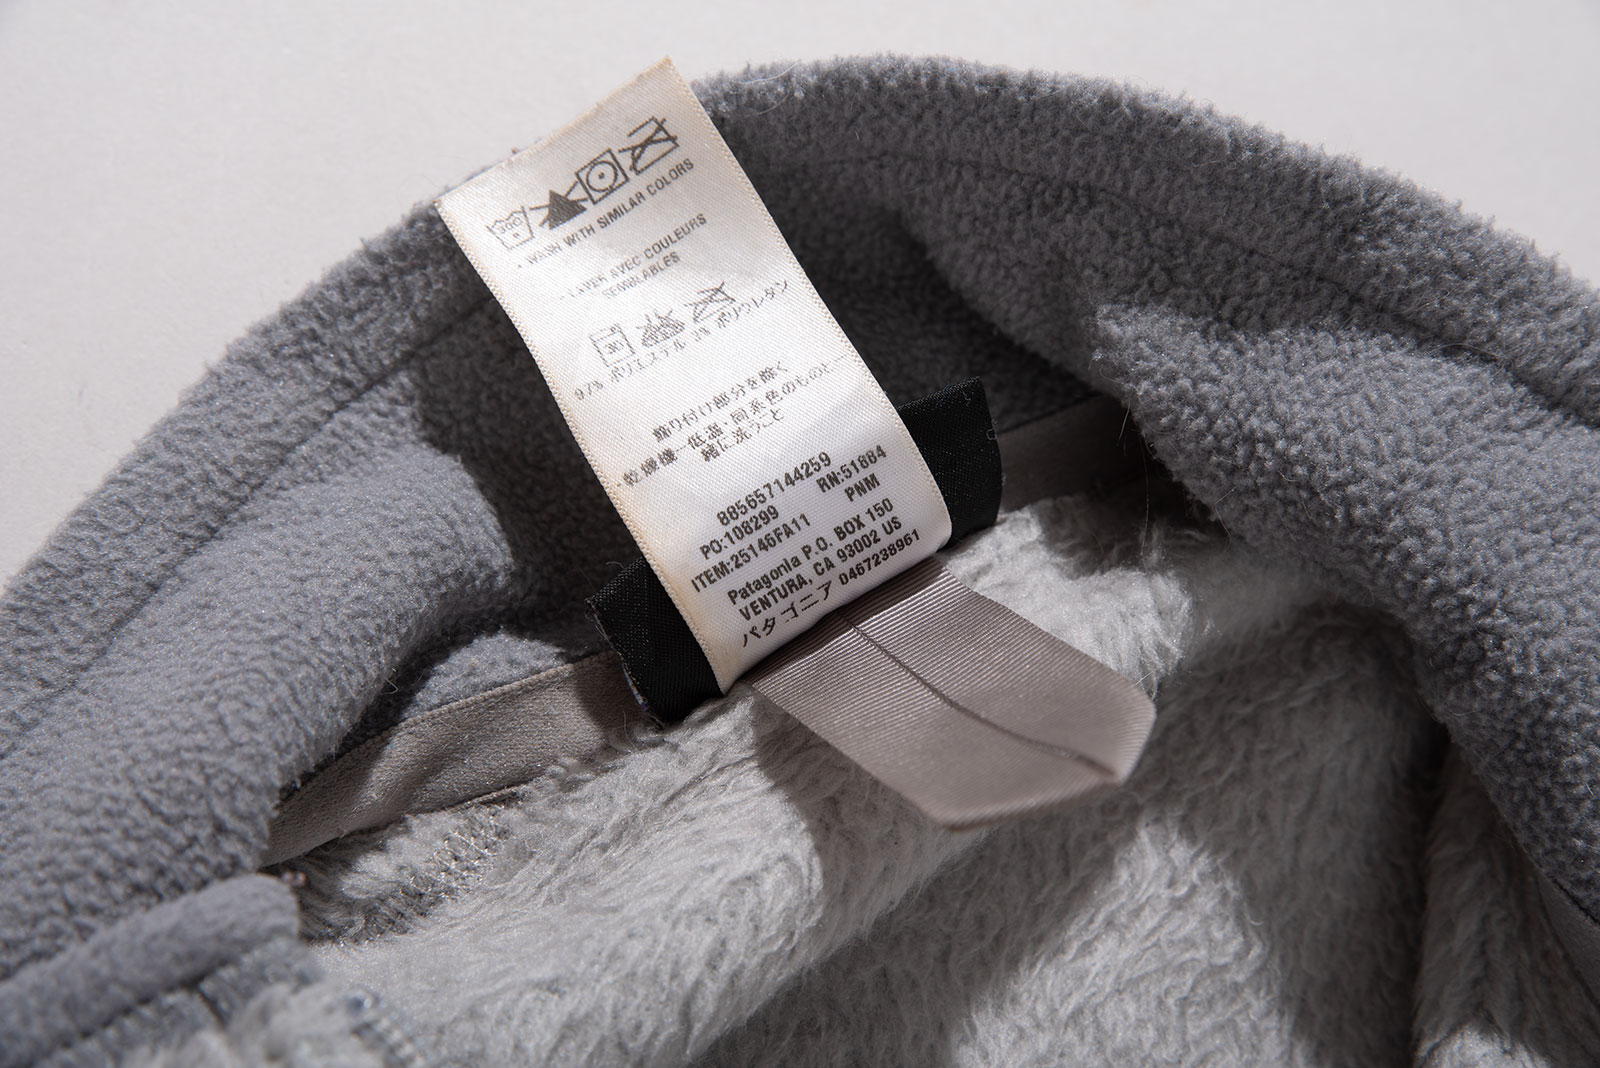 30C
• WASH WITH SIMILAR COLORS
- LAVER AVEC COULEURS
SEMBLABLES
30
97% ポリエステル 3% ポリウレタン
飾り付け部分を除く
乾燥機－低温・同系色のものと一
緒に洗うこと
885657144259
PO:108299 RN:51884
ITEM:25146FA11 PNM
Patagonia P.O. BOX 150
VENTURA, CA 93002 US
パタゴニア 0467238961